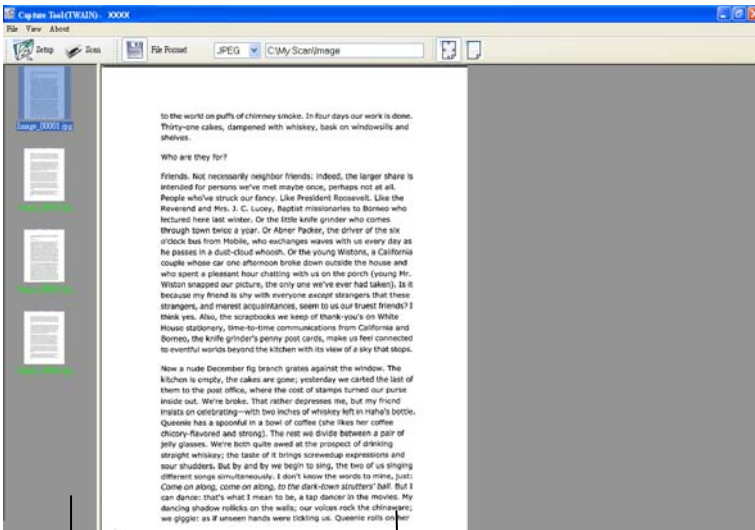 Capture Tool(TWAIN) - XXXX
File View About
Setup Scan File Format JPEG C:\My Scan\Image
Image_00001.jpg
to the world on puffs of chimney smoke. In four days our work is done.
Thirty-one cakes, dampened with whiskey, bask on windowsills and
shelves.
Who are they for?
Friends. Not necessarily neighbor friends: indeed, the larger share is
intended for persons we've met maybe once, perhaps not at all.
People who've struck our fancy. Like President Roosevelt. Like the
Reverend and Mrs. J. C. Lucey, Baptist missionaries to Borneo who
lectured here last winter. Or the little knife grinder who comes
through town twice a year. Or Abner Packer, the driver of the six
o'clock bus from Mobile, who exchanges waves with us every day as
he passes in a dust-cloud whoosh. Or the young Wistons, a California
couple whose car one afternoon broke down outside the house and
who spent a pleasant hour chatting with us on the porch (young Mr.
Wiston snapped our picture, the only one we've ever had taken). Is it
because my friend is shy with everyone except strangers that these
strangers, and merest acquaintances, seem to us our truest friends? I
think yes. Also, the scrapbooks we keep of thank-you's on White
House stationery, time-to-time communications from California and
Borneo, the knife grinder's penny post cards, make us feel connected
to eventful worlds beyond the kitchen with its view of a sky that stops.
Now a nude December fig branch grates against the window. The
kitchen is empty, the cakes are gone; yesterday we carted the last of
them to the post office, where the cost of stamps turned our purse
inside out. We're broke. That rather depresses me, but my friend
insists on celebrating—with two inches of whiskey left in Haha's bottle.
Queenie has a spoonful in a bowl of coffee (she likes her coffee
chicory-flavored and strong). The rest we divide between a pair of
jelly glasses. We're both quite awed at the prospect of drinking
straight whiskey; the taste of it brings screwedup expressions and
sour shudders. But by and by we begin to sing, the two of us singing
different songs simultaneously. I don't know the words to mine, just:
Come on along, come on along, to the dark-town strutters' ball. But I
can dance: that's what I mean to be, a tap dancer in the movies. My
dancing shadow rollicks on the walls; our voices rock the chinaware;
we giggle: as if unseen hands were tickling us. Queenie rolls on her